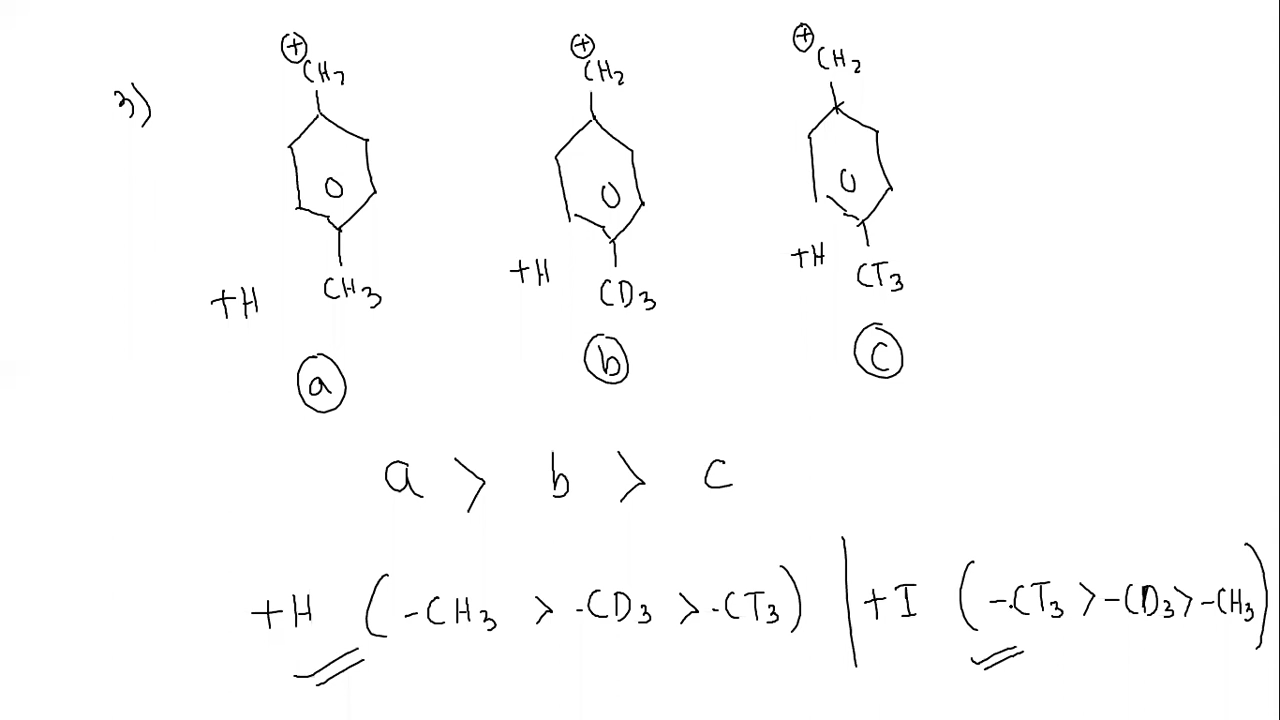 3)
⊕CH2 ⊕CH2 ⊕CH2
+H CH3 +H CD3 +H CT3
a b c
a > b > c
+H (-CH3 > -CD3 > -CT3) | +I (-CT3 > -CD3 > -CH3)